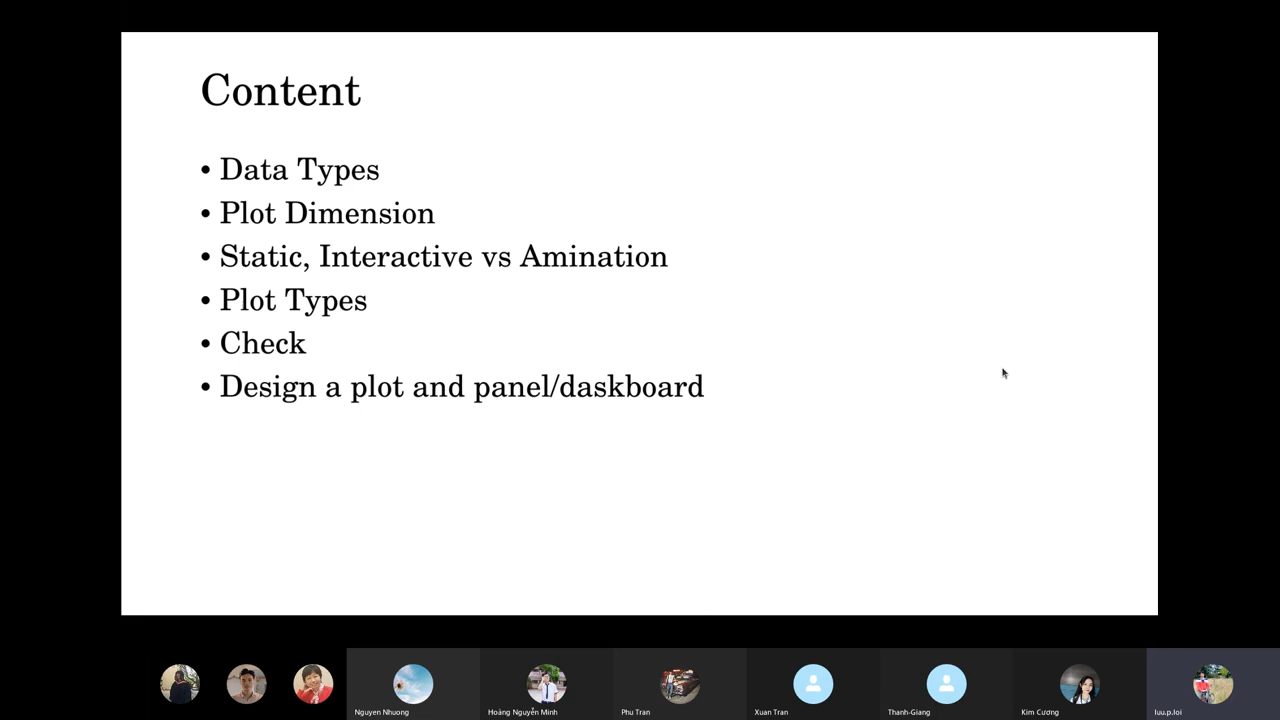 Content
• Data Types
• Plot Dimension
• Static, Interactive vs Amination
• Plot Types
• Check
• Design a plot and panel/daskboard
Nguyen Nhuong
Hoàng Nguyễn Minh
Phu Tran
Xuan Tran
Thanh-Giang
Kim Cương
luu.p.loi